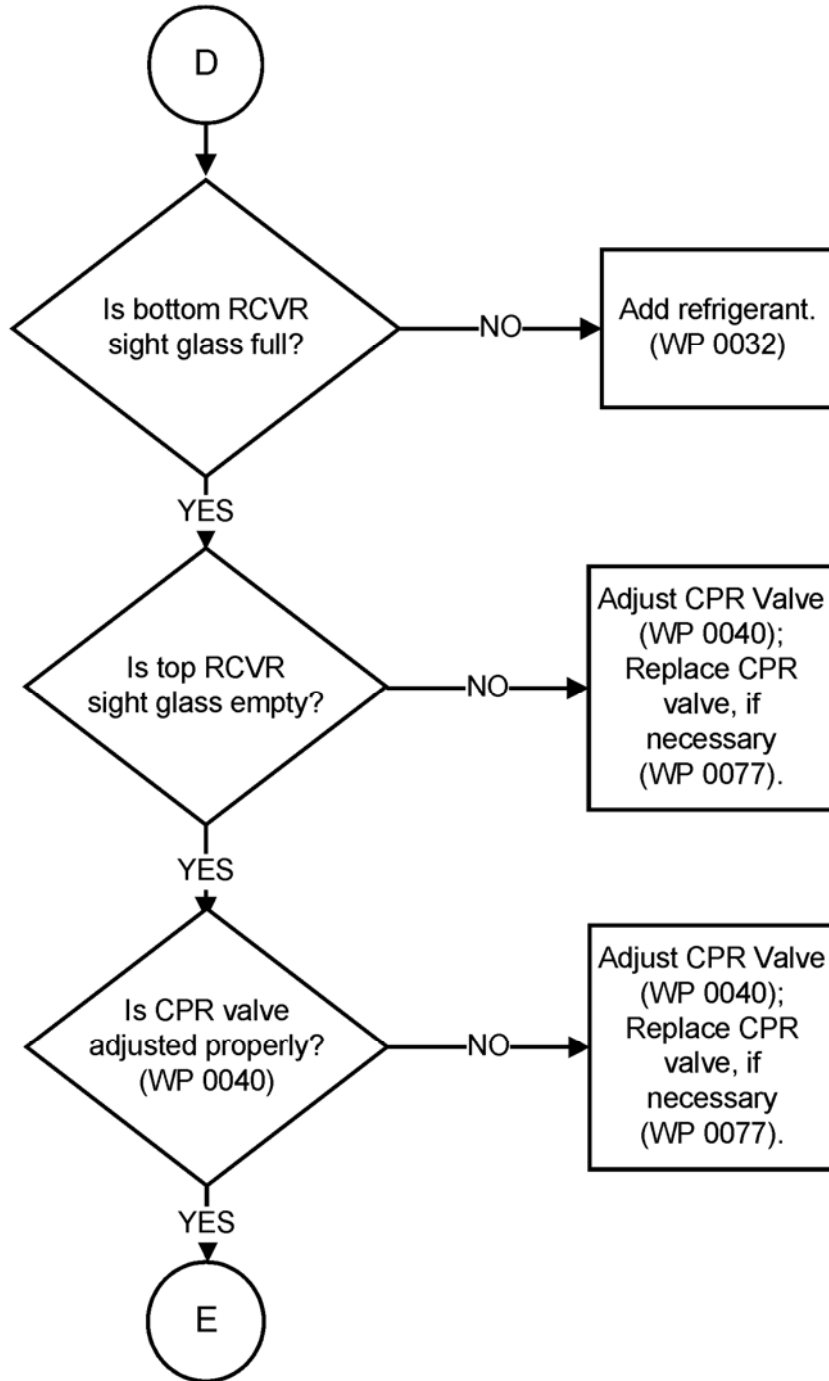 D
Is bottom RCVR
sight glass full?
NO
Add refrigerant.
(WP 0032)
YES
Is top RCVR
sight glass empty?
NO
Adjust CPR Valve
(WP 0040);
Replace CPR
valve, if
necessary
(WP 0077).
YES
Is CPR valve
adjusted properly?
(WP 0040)
NO
Adjust CPR Valve
(WP 0040);
Replace CPR
valve, if
necessary
(WP 0077).
YES
E